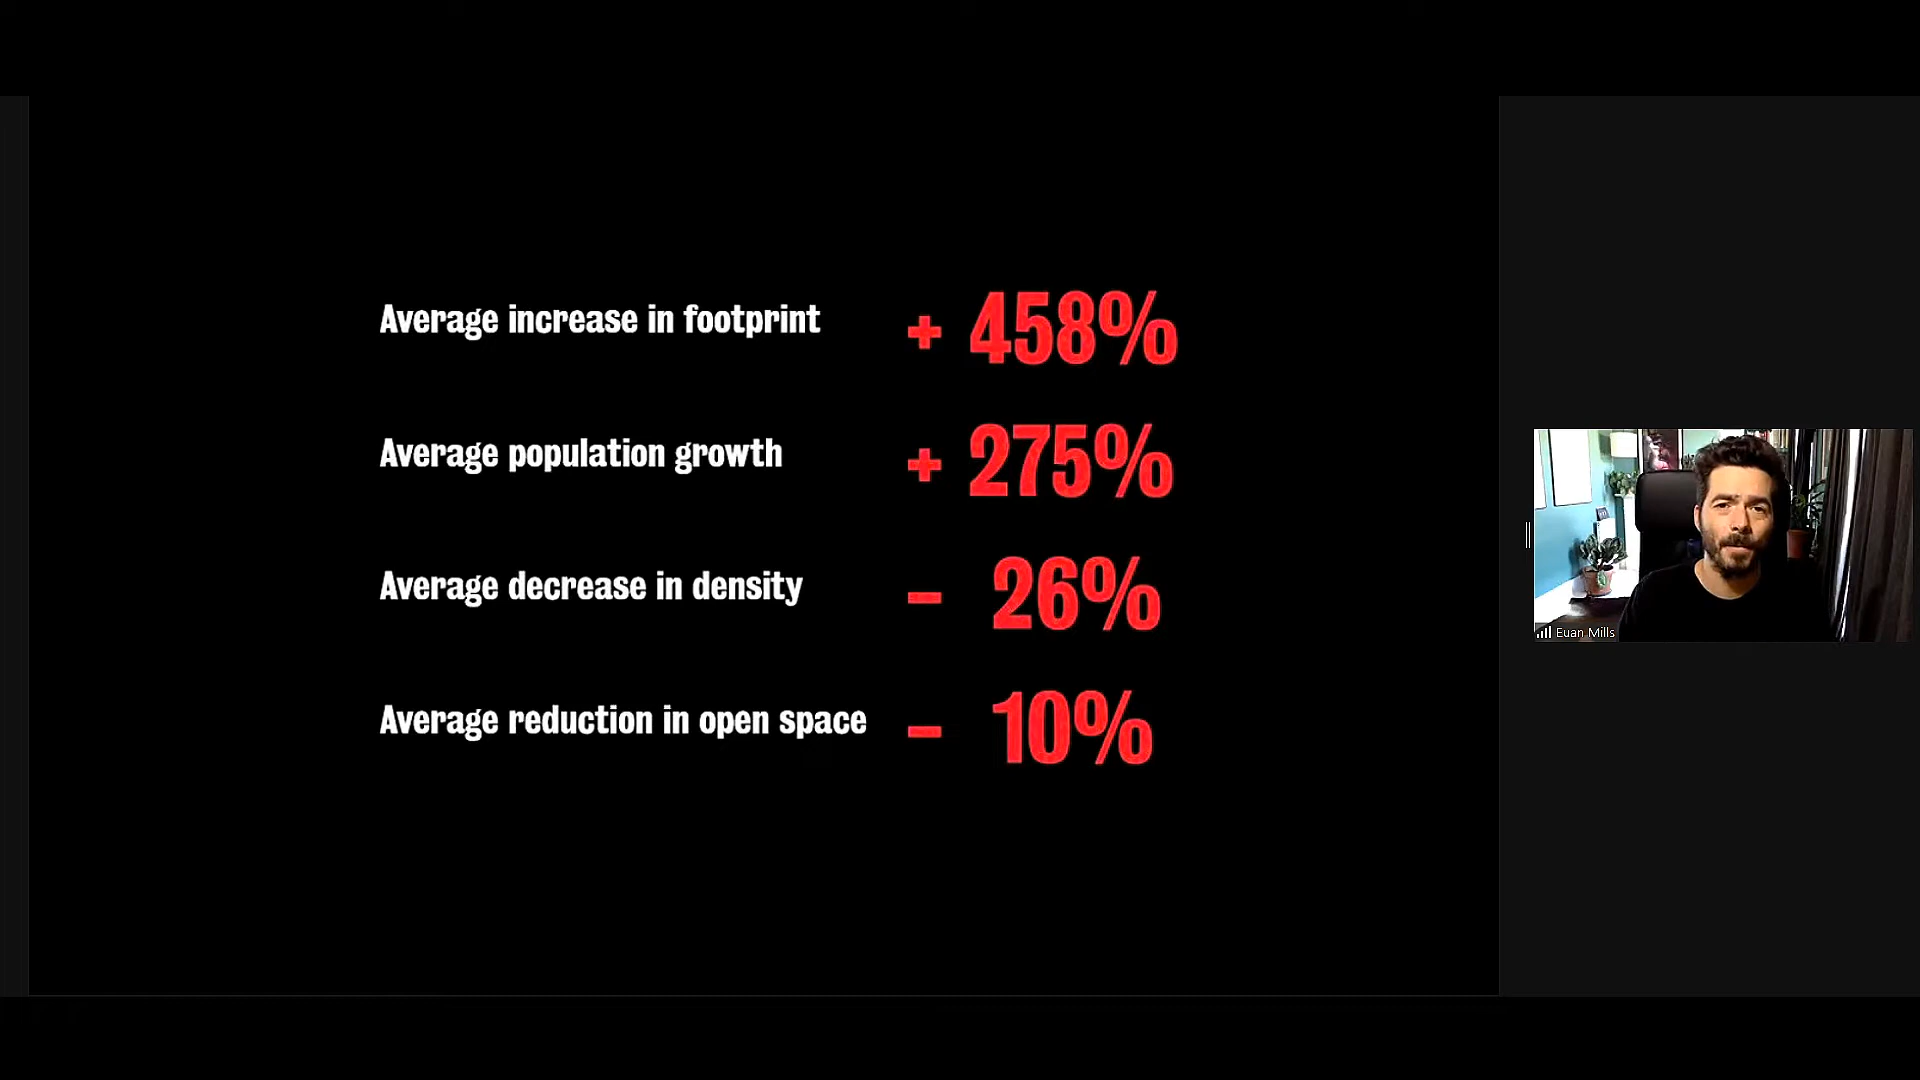 Average increase in footprint + 458%
Average population growth + 275%
Average decrease in density - 26%
Average reduction in open space - 10%
Euan Mills